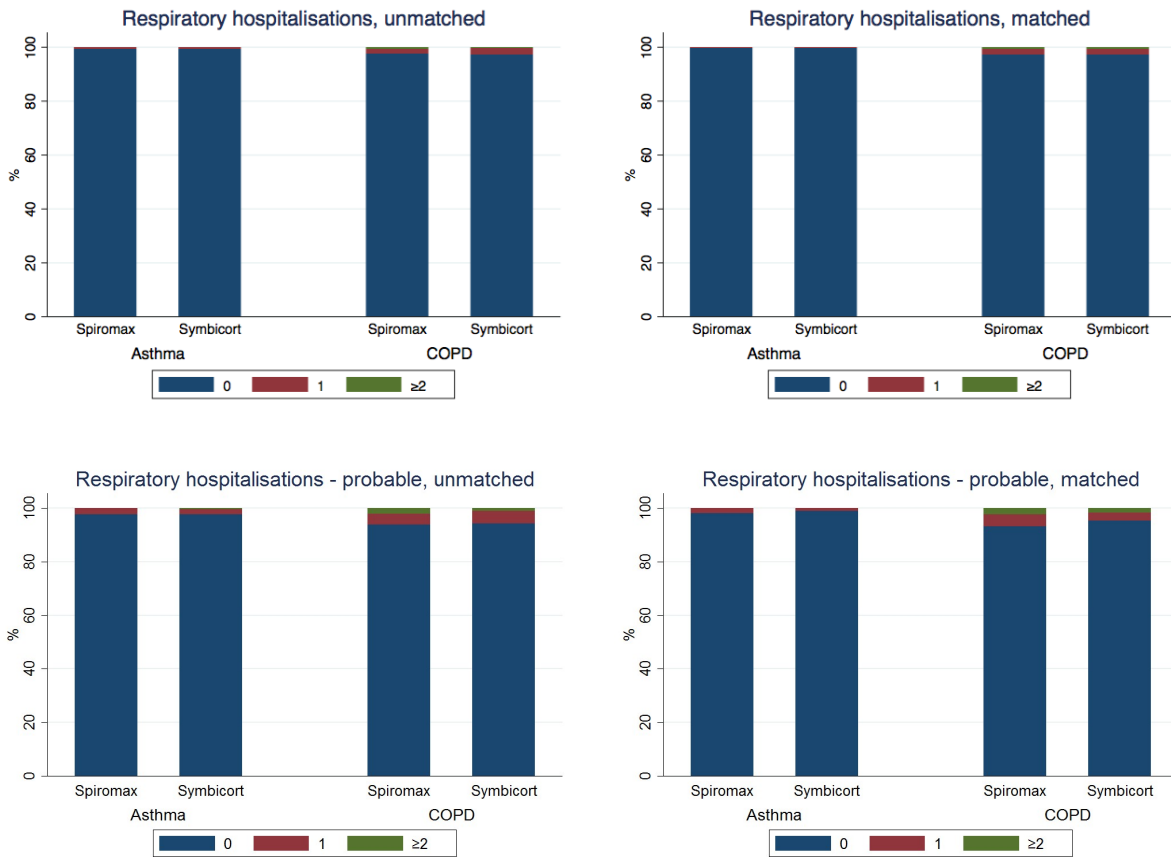 Respiratory hospitalisations, unmatched
100
80
60
40
20
0
%
Spiromax Symbicort Spiromax Symbicort
Asthma COPD
0 1 ≥2
Respiratory hospitalisations, matched
100
80
60
40
20
0
%
Spiromax Symbicort Spiromax Symbicort
Asthma COPD
0 1 ≥2
Respiratory hospitalisations - probable, unmatched
100
80
60
40
20
0
%
Spiromax Symbicort Spiromax Symbicort
Asthma COPD
0 1 ≥2
Respiratory hospitalisations - probable, matched
100
80
60
40
20
0
%
Spiromax Symbicort Spiromax Symbicort
Asthma COPD
0 1 ≥2